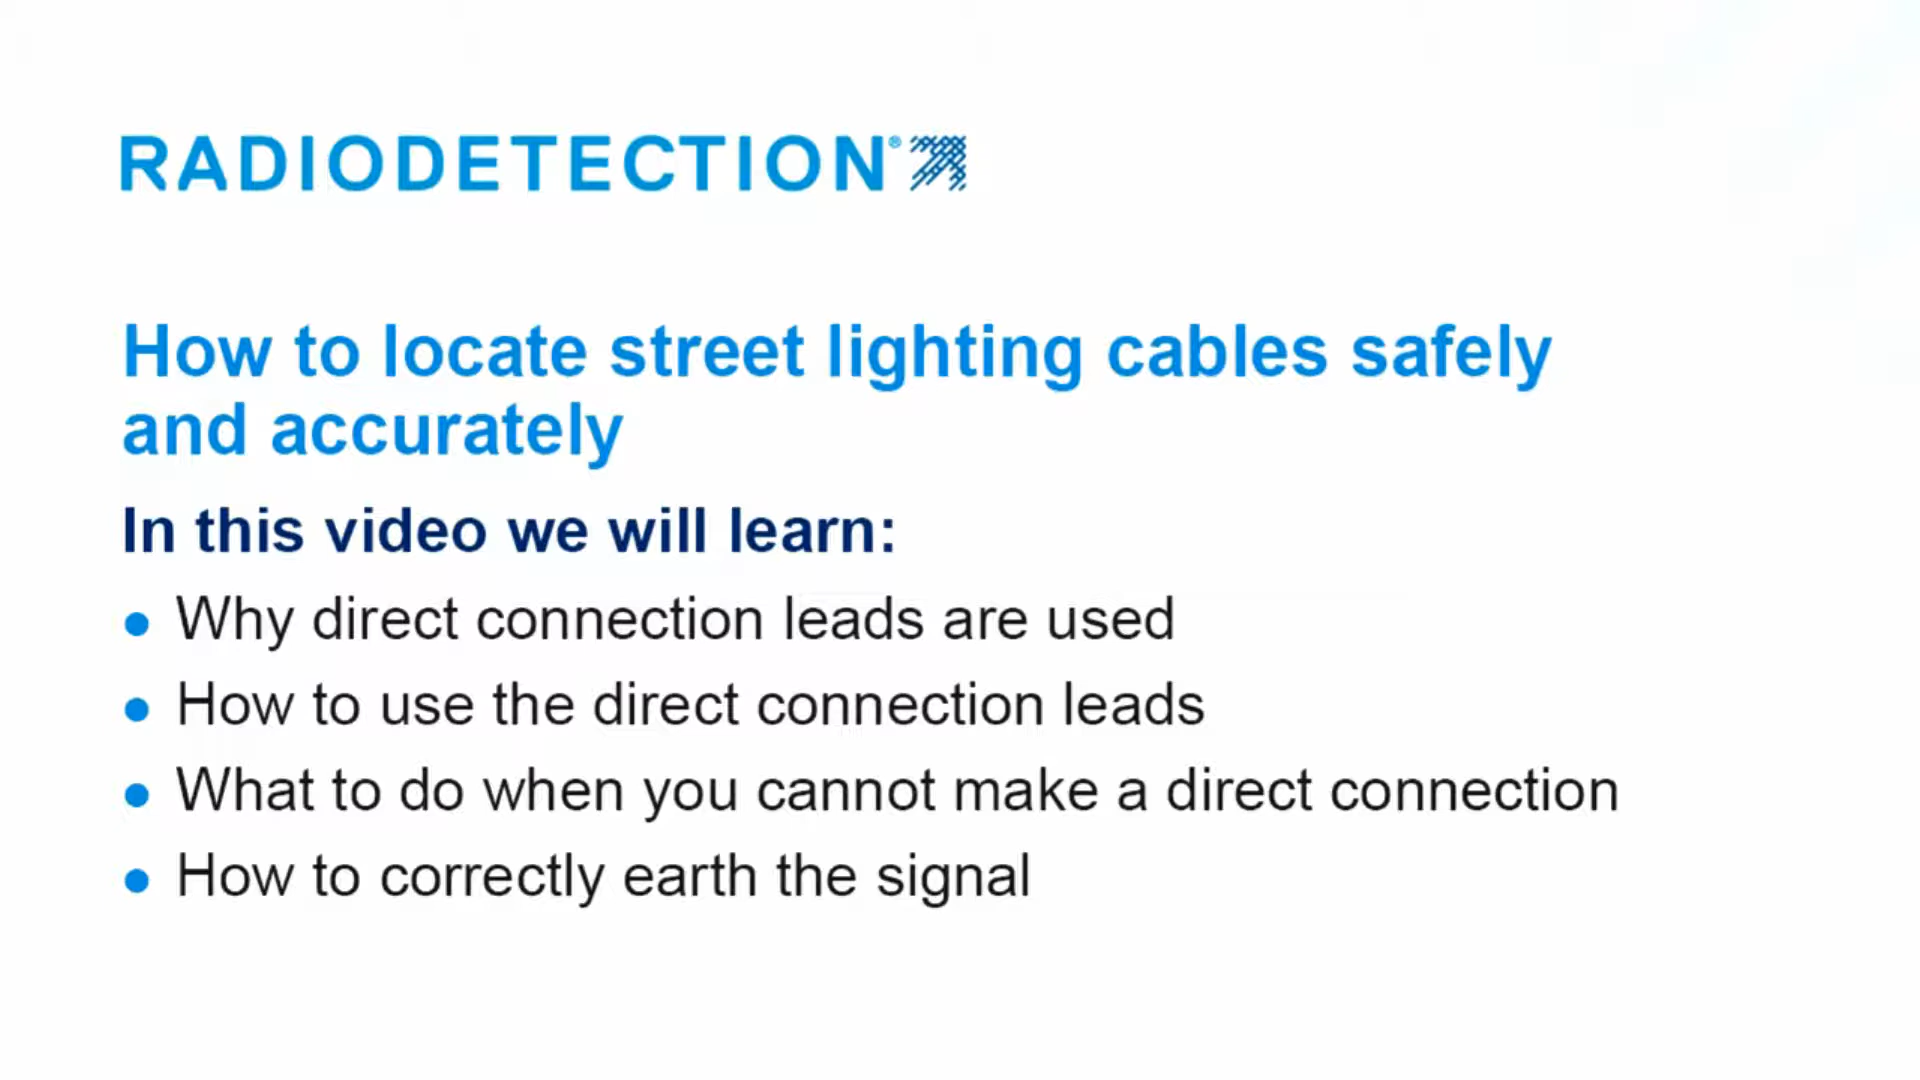 RADIODETECTION®
How to locate street lighting cables safely
and accurately
In this video we will learn:
● Why direct connection leads are used
● How to use the direct connection leads
● What to do when you cannot make a direct connection
● How to correctly earth the signal